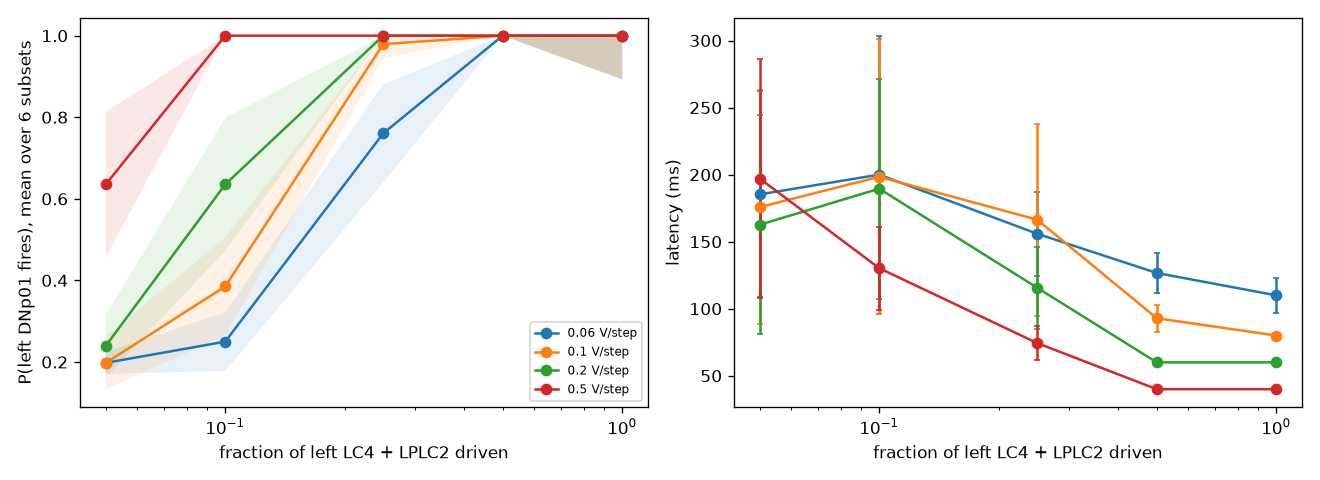 P(left DNp01 fires), mean over 6 subsets
1.0
0.8
0.6
0.4
0.2
10⁻¹
10⁰
fraction of left LC4 + LPLC2 driven
0.06 V/step
0.1 V/step
0.2 V/step
0.5 V/step
latency (ms)
300
250
200
150
100
50
10⁻¹
10⁰
fraction of left LC4 + LPLC2 driven